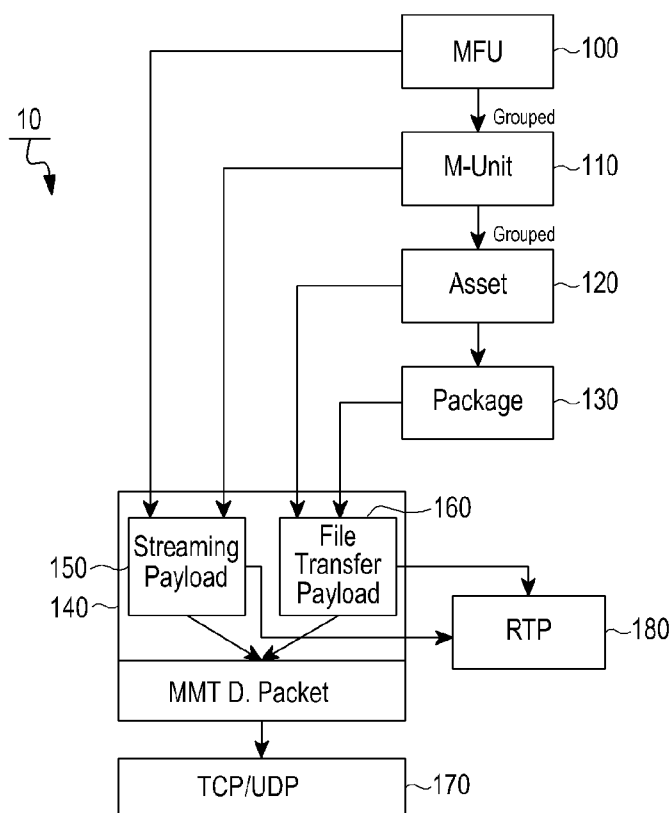 MFU
100
10
Grouped
M-Unit
110
Grouped
Asset
120
Package
130
160
Streaming
Payload
File
Transfer
Payload
150
140
RTP
180
MMT D. Packet
TCP/UDP
170